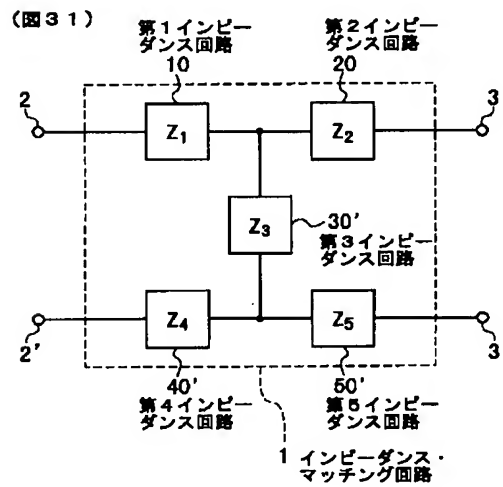 (図31)
第1インピー
ダンス回路
10
第2インピー
ダンス回路
20
2
3
Z1
Z2
Z3
30'
第3インピー
ダンス回路
2'
Z4
Z5
3
40'
第4インピー
ダンス回路
50'
第5インピー
ダンス回路
1 インピーダンス・
マッチング回路